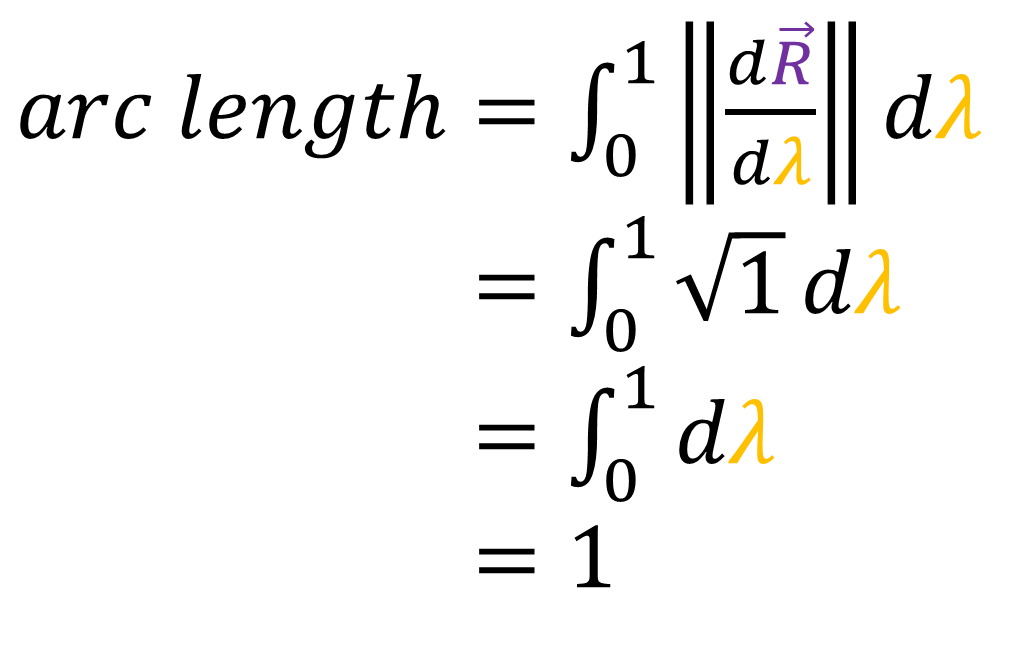 arc length = ∫₀¹ ‖dR⃗/dλ‖ dλ
= ∫₀¹ √1 dλ
= ∫₀¹ dλ
= 1